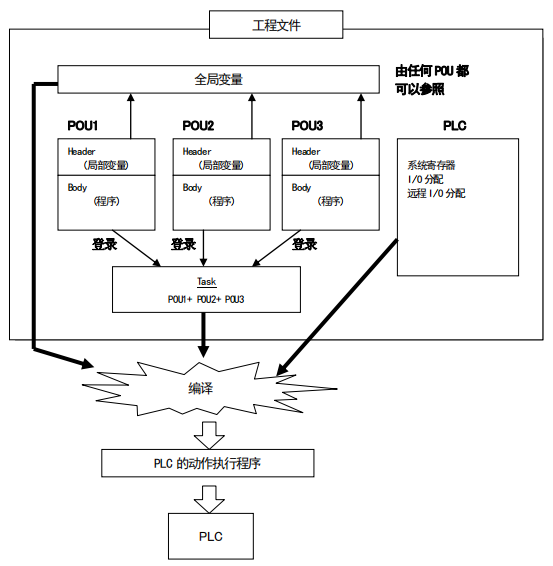 工程文件
全局变量
由任何 POU 都
可以参照
POU1
POU2
POU3
PLC
Header
(局部变量)
Body
(程序)
Header
(局部变量)
Body
(程序)
Header
(局部变量)
Body
(程序)
系统寄存器
I/O 分配
远程 I/O 分配
登录
登录
登录
Task
POU1+ POU2+ POU3
编译
PLC 的动作执行程序
PLC